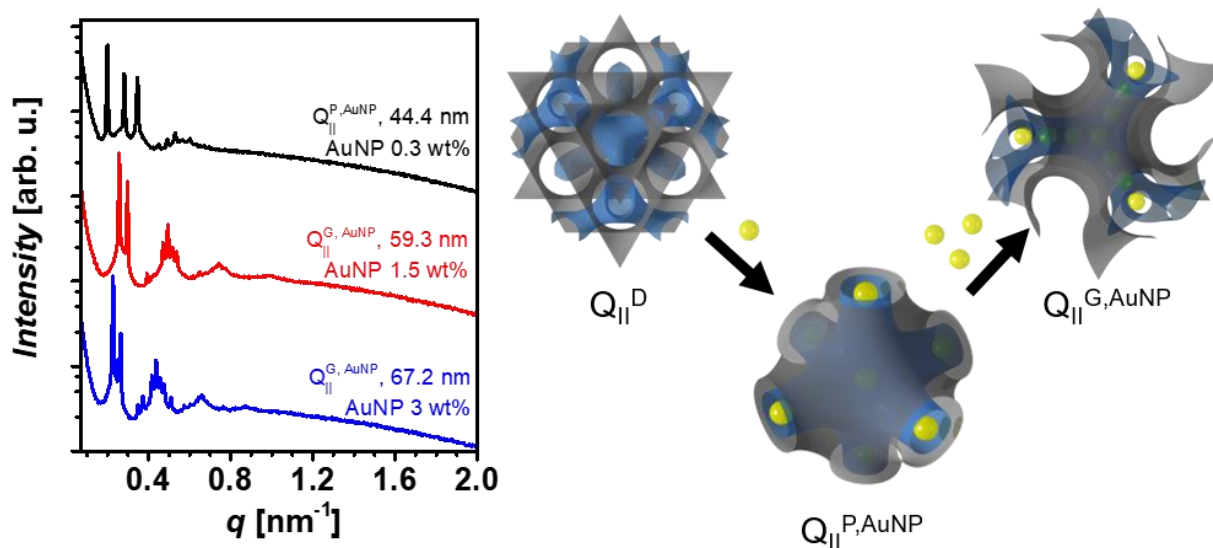 Intensity [arb. u.]
Q_II^P,AuNP, 44.4 nm
AuNP 0.3 wt%
Q_II^G, AuNP, 59.3 nm
AuNP 1.5 wt%
Q_II^G, AuNP, 67.2 nm
AuNP 3 wt%
0.4 0.8 1.2 1.6 2.0
q [nm⁻¹]
Q_II^D
Q_II^P,AuNP
Q_II^G,AuNP